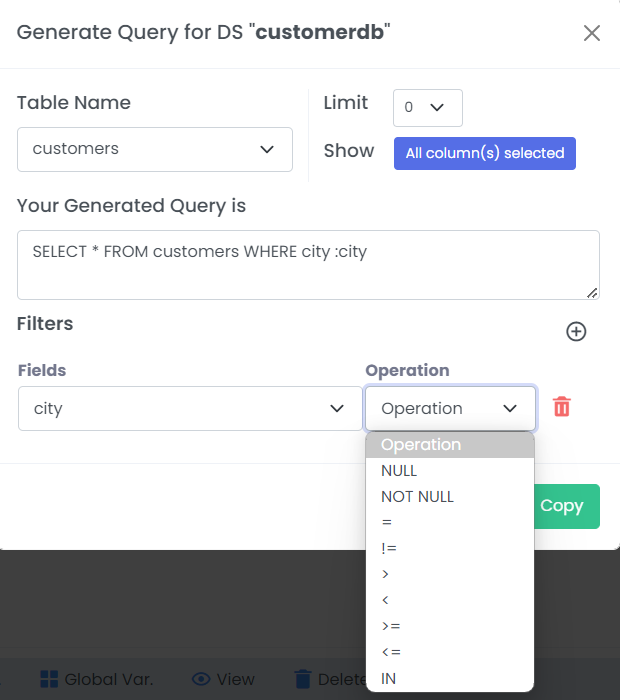 Generate Query for DS "customerdb"
Table Name
customers
Limit
0
Show
All column(s) selected
Your Generated Query is
SELECT * FROM customers WHERE city :city
Filters
Fields
Operation
city
Operation
Operation
NULL
NOT NULL
=
!=
>
<
>=
<=
IN
Copy
Global Var.
View
Delete